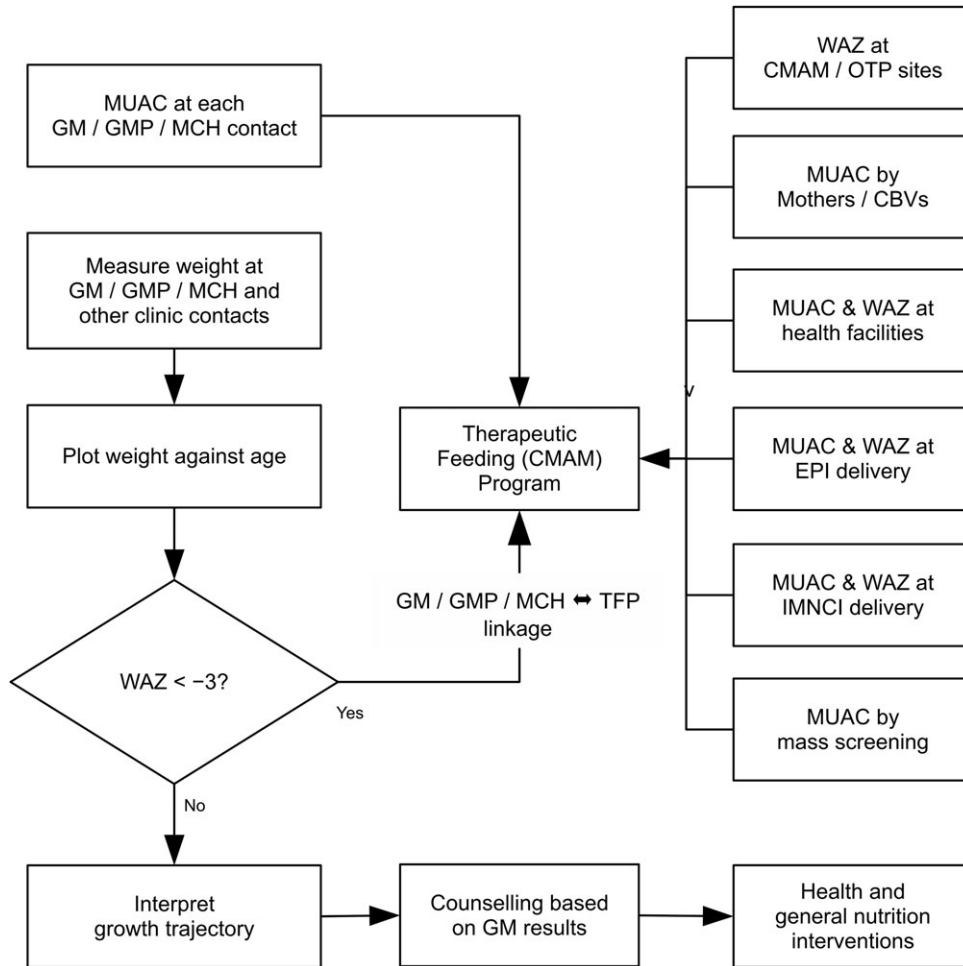 MUAC at each
GM / GMP / MCH contact
Measure weight at
GM / GMP / MCH and
other clinic contacts
Plot weight against age
WAZ < −3?
Yes
No
GM / GMP / MCH ⬌ TFP
linkage
Therapeutic
Feeding (CMAM)
Program
WAZ at
CMAM / OTP sites
MUAC by
Mothers / CBVs
MUAC & WAZ at
health facilities
v
MUAC & WAZ at
EPI delivery
MUAC & WAZ at
IMNCI delivery
MUAC by
mass screening
Interpret
growth trajectory
Counselling based
on GM results
Health and
general nutrition
interventions